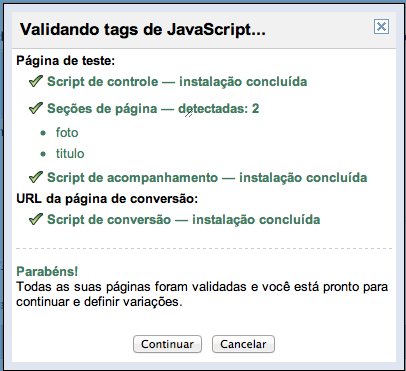 Validando tags de JavaScript...
Página de teste:
Script de controle — instalação concluída
Seções de página — detectadas: 2
foto
titulo
Script de acompanhamento — instalação concluída
URL da página de conversão:
Script de conversão — instalação concluída
Parabéns!
Todas as suas páginas foram validadas e você está pronto para
continuar e definir variações.
Continuar
Cancelar